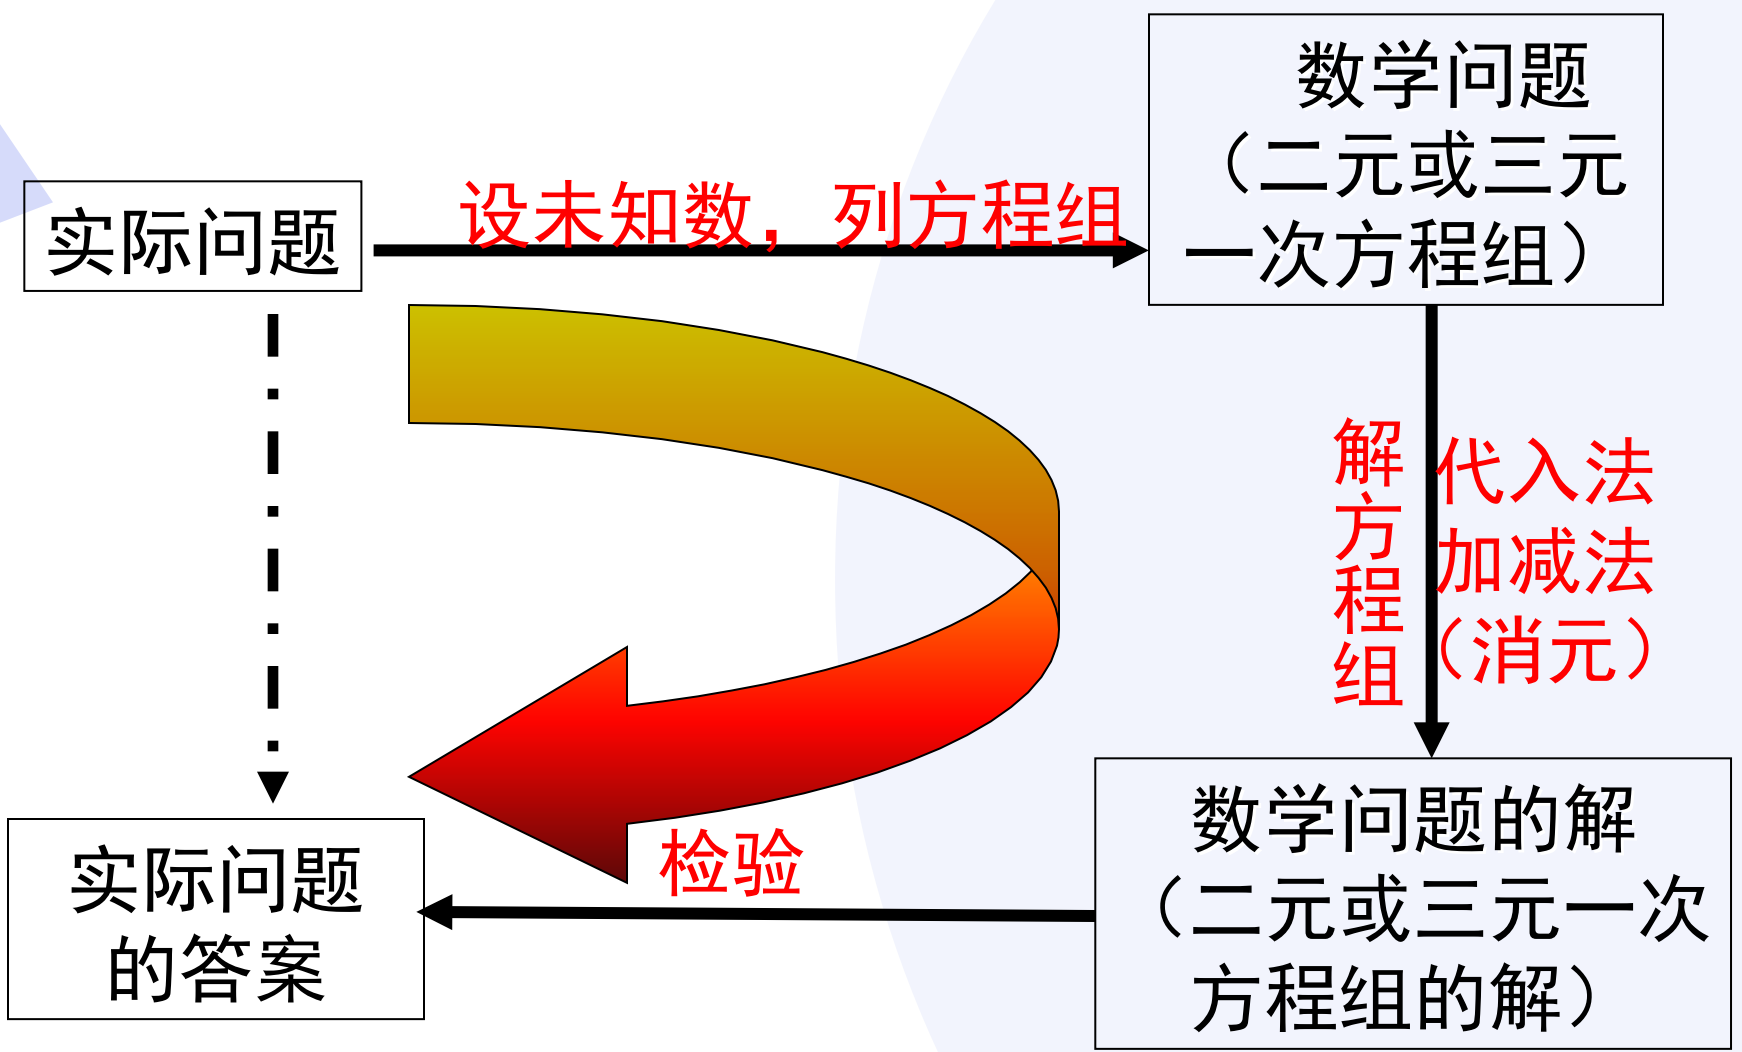 实际问题
设未知数，列方程组
数学问题
（二元或三元
一次方程组）
解
方
程
组
代入法
加减法
（消元）
数学问题的解
（二元或三元一次
方程组的解）
检验
实际问题
的答案